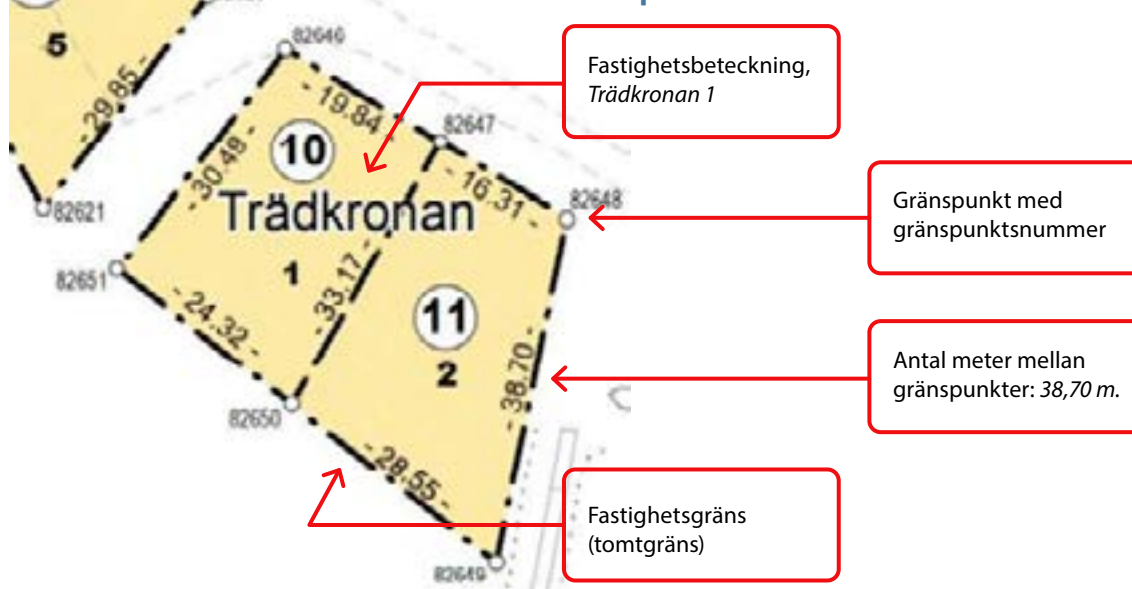 5
- 29.85 -
82621
82646
- 19.84 -
82647
- 16.31 -
82648
10
- 30.48 -
Trädkronan
1
- 33.17 -
82651
- 24.32 -
11
2
- 38.70 -
82650
- 28.55 -
82649
Fastighetsbeteckning,
Trädkronan 1
Gränspunkt med
gränspunktsnummer
Antal meter mellan
gränspunkter: 38,70 m.
Fastighetsgräns
(tomtgräns)